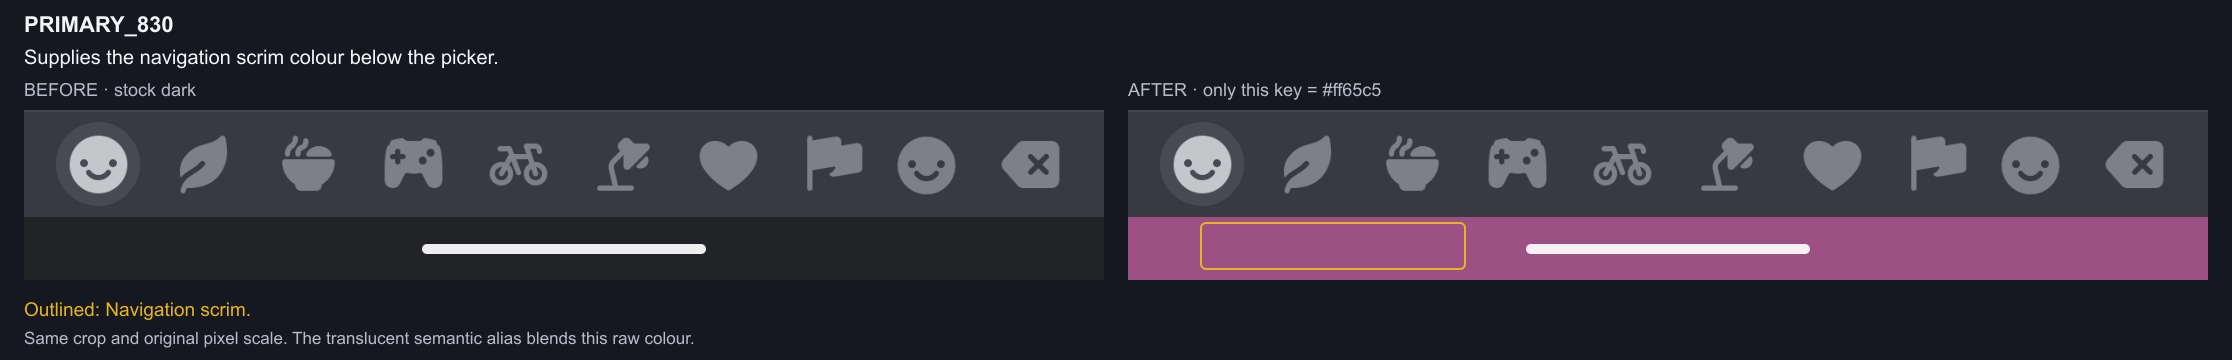 PRIMARY_830
Supplies the navigation scrim colour below the picker.
BEFORE · stock dark
AFTER · only this key = #ff65c5
Outlined: Navigation scrim.
Same crop and original pixel scale. The translucent semantic alias blends this raw colour.